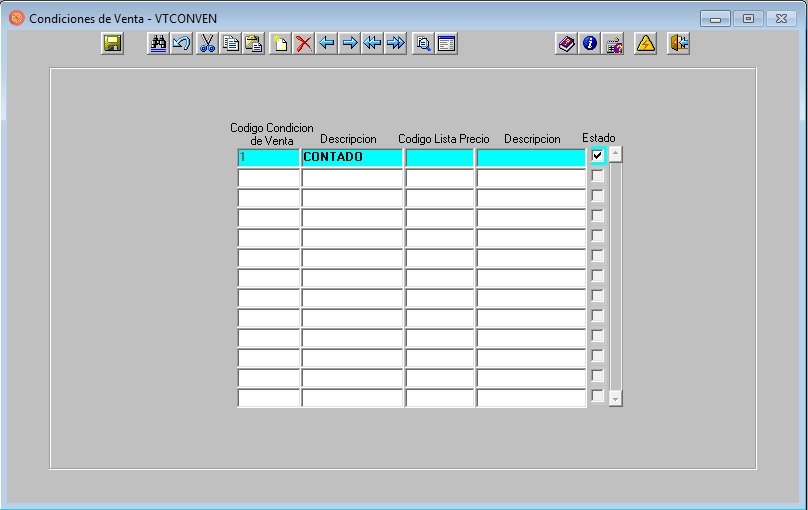 Condiciones de Venta - VTCONVEN
Codigo Condicion
de Venta
Descripcion
Codigo Lista Precio
Descripcion
Estado
1
CONTADO